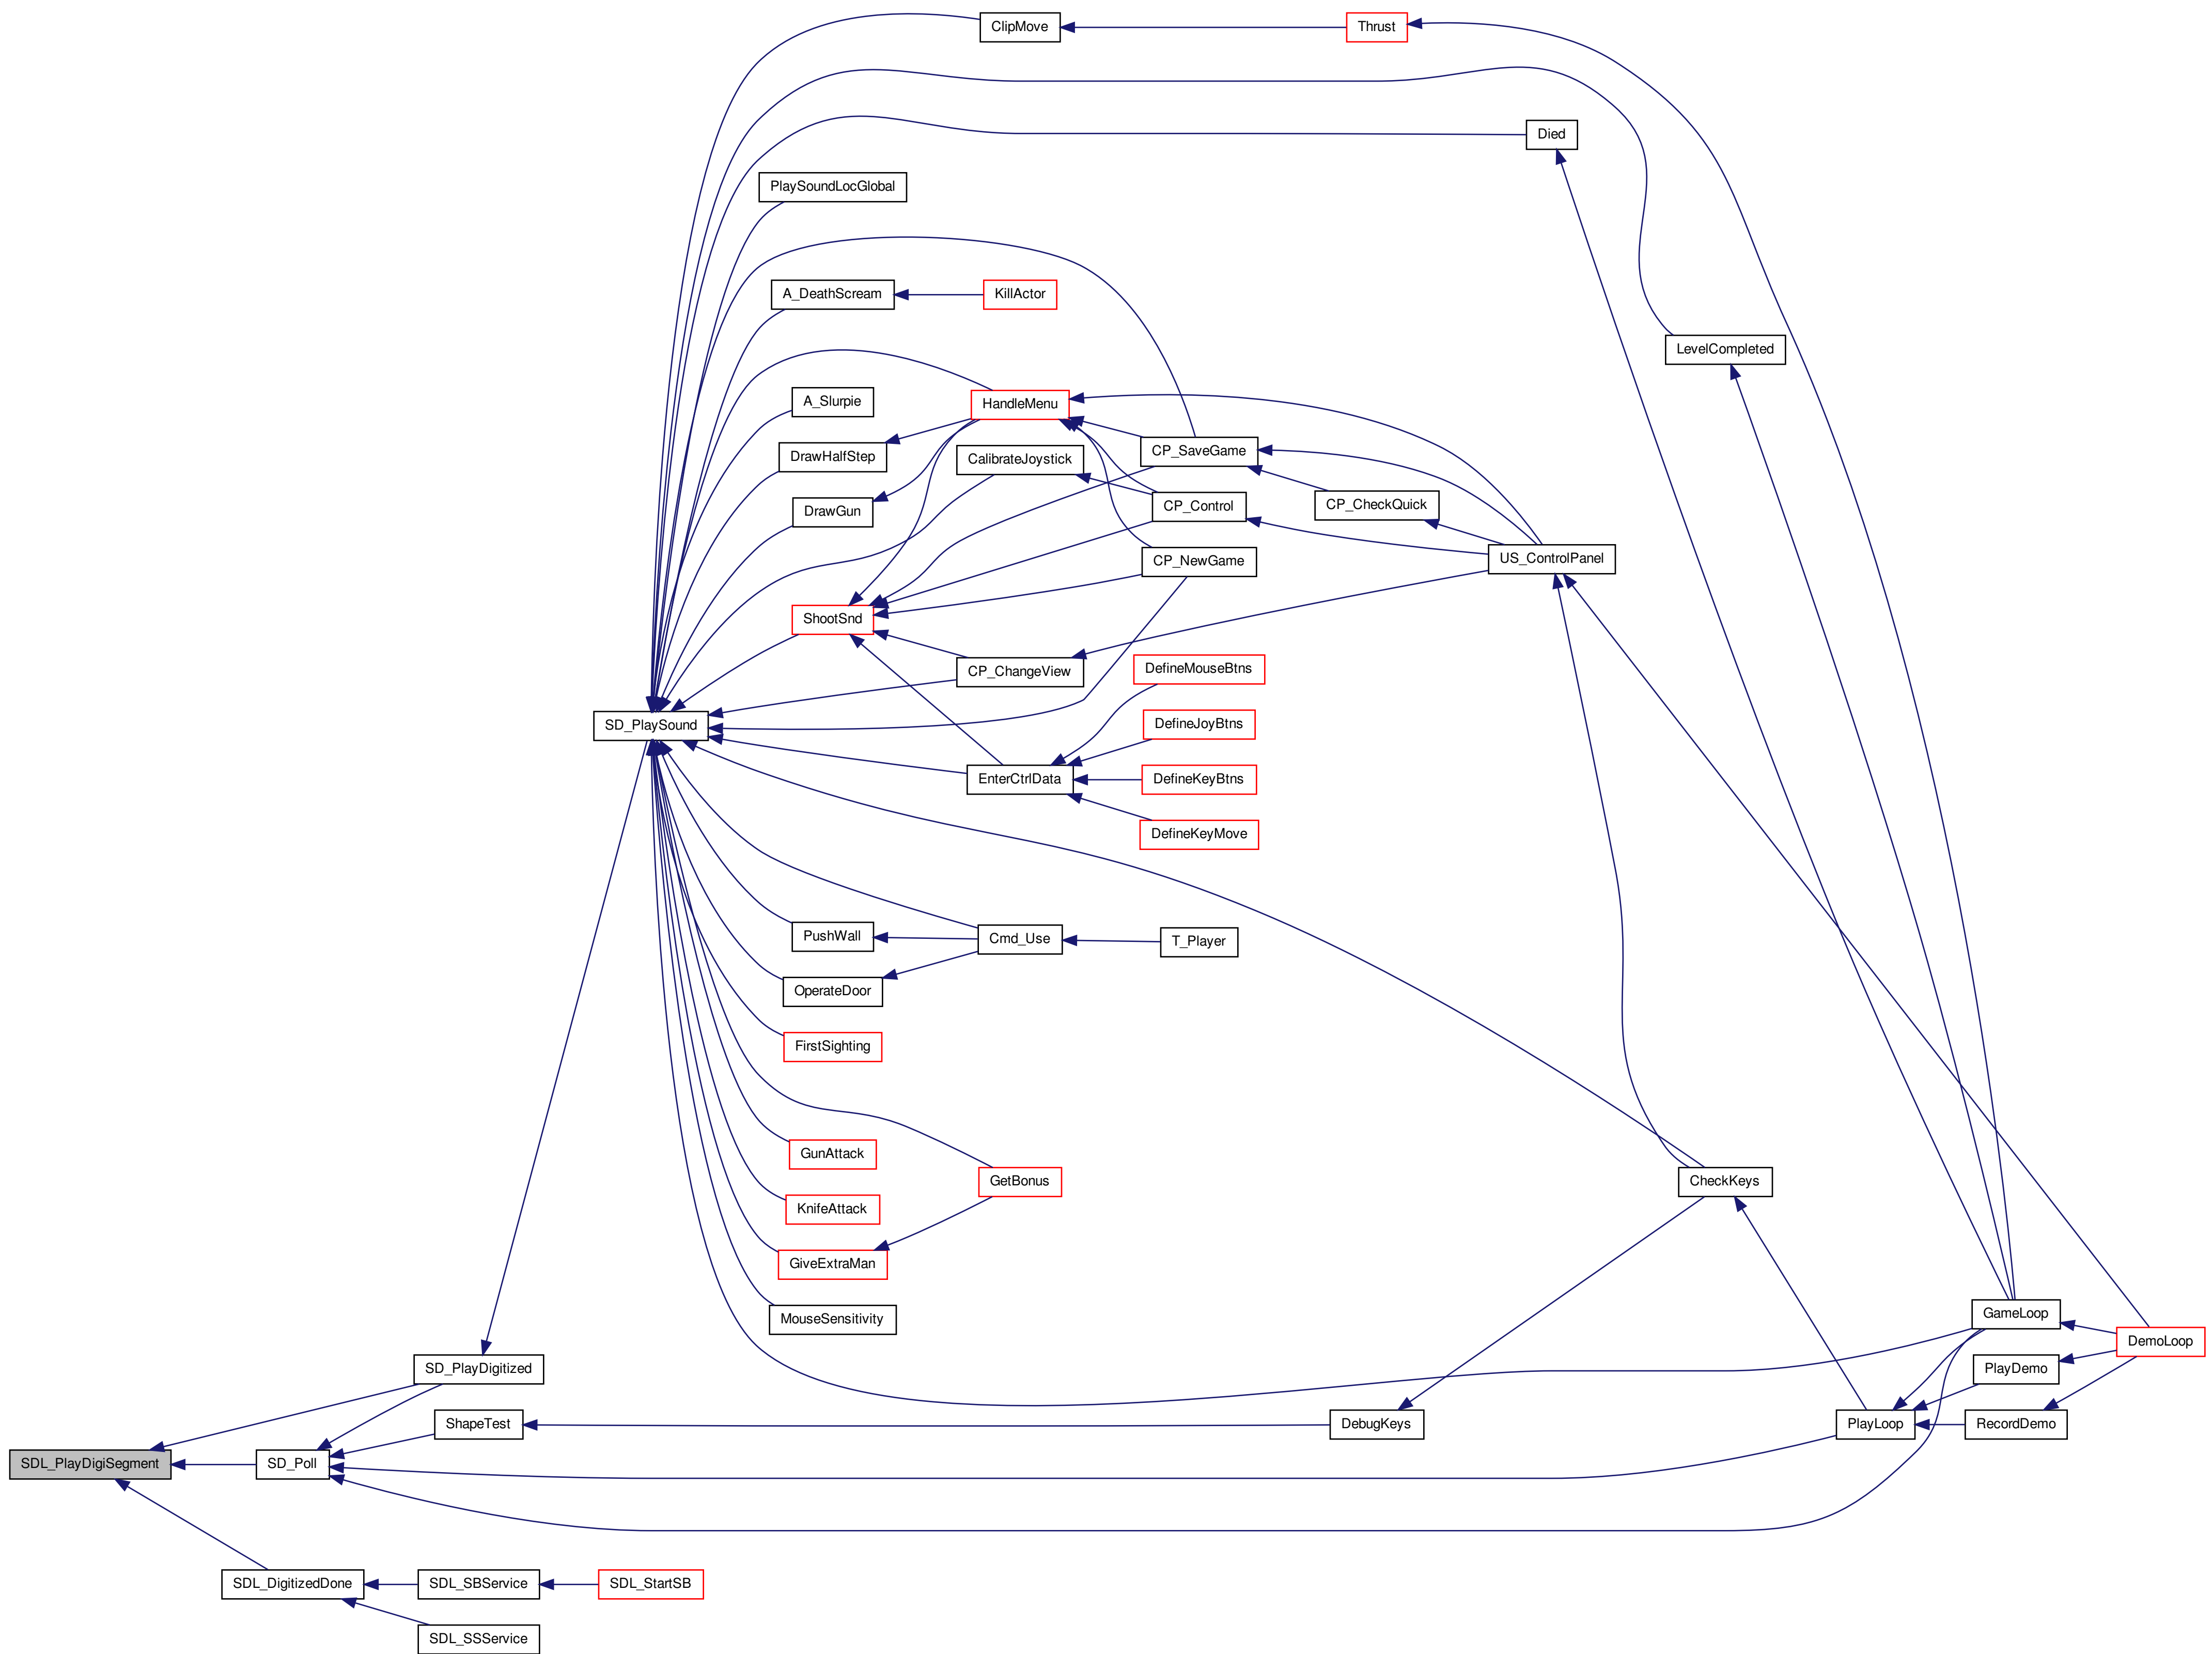 ClipMove
Thrust
Died
PlaySoundLocGlobal
A_DeathScream
KillActor
LevelCompleted
A_Slurpie
HandleMenu
DrawHalfStep
CalibrateJoystick
CP_SaveGame
DrawGun
CP_Control
CP_CheckQuick
CP_NewGame
US_ControlPanel
ShootSnd
CP_ChangeView
DefineMouseBtns
SD_PlaySound
DefineJoyBtns
EnterCtrlData
DefineKeyBtns
DefineKeyMove
PushWall
Cmd_Use
T_Player
OperateDoor
FirstSighting
GunAttack
GetBonus
CheckKeys
KnifeAttack
GiveExtraMan
MouseSensitivity
GameLoop
DemoLoop
SD_PlayDigitized
PlayDemo
ShapeTest
DebugKeys
PlayLoop
RecordDemo
SDL_PlayDigiSegment
SD_Poll
SDL_DigitizedDone
SDL_SBService
SDL_StartSB
SDL_SSService